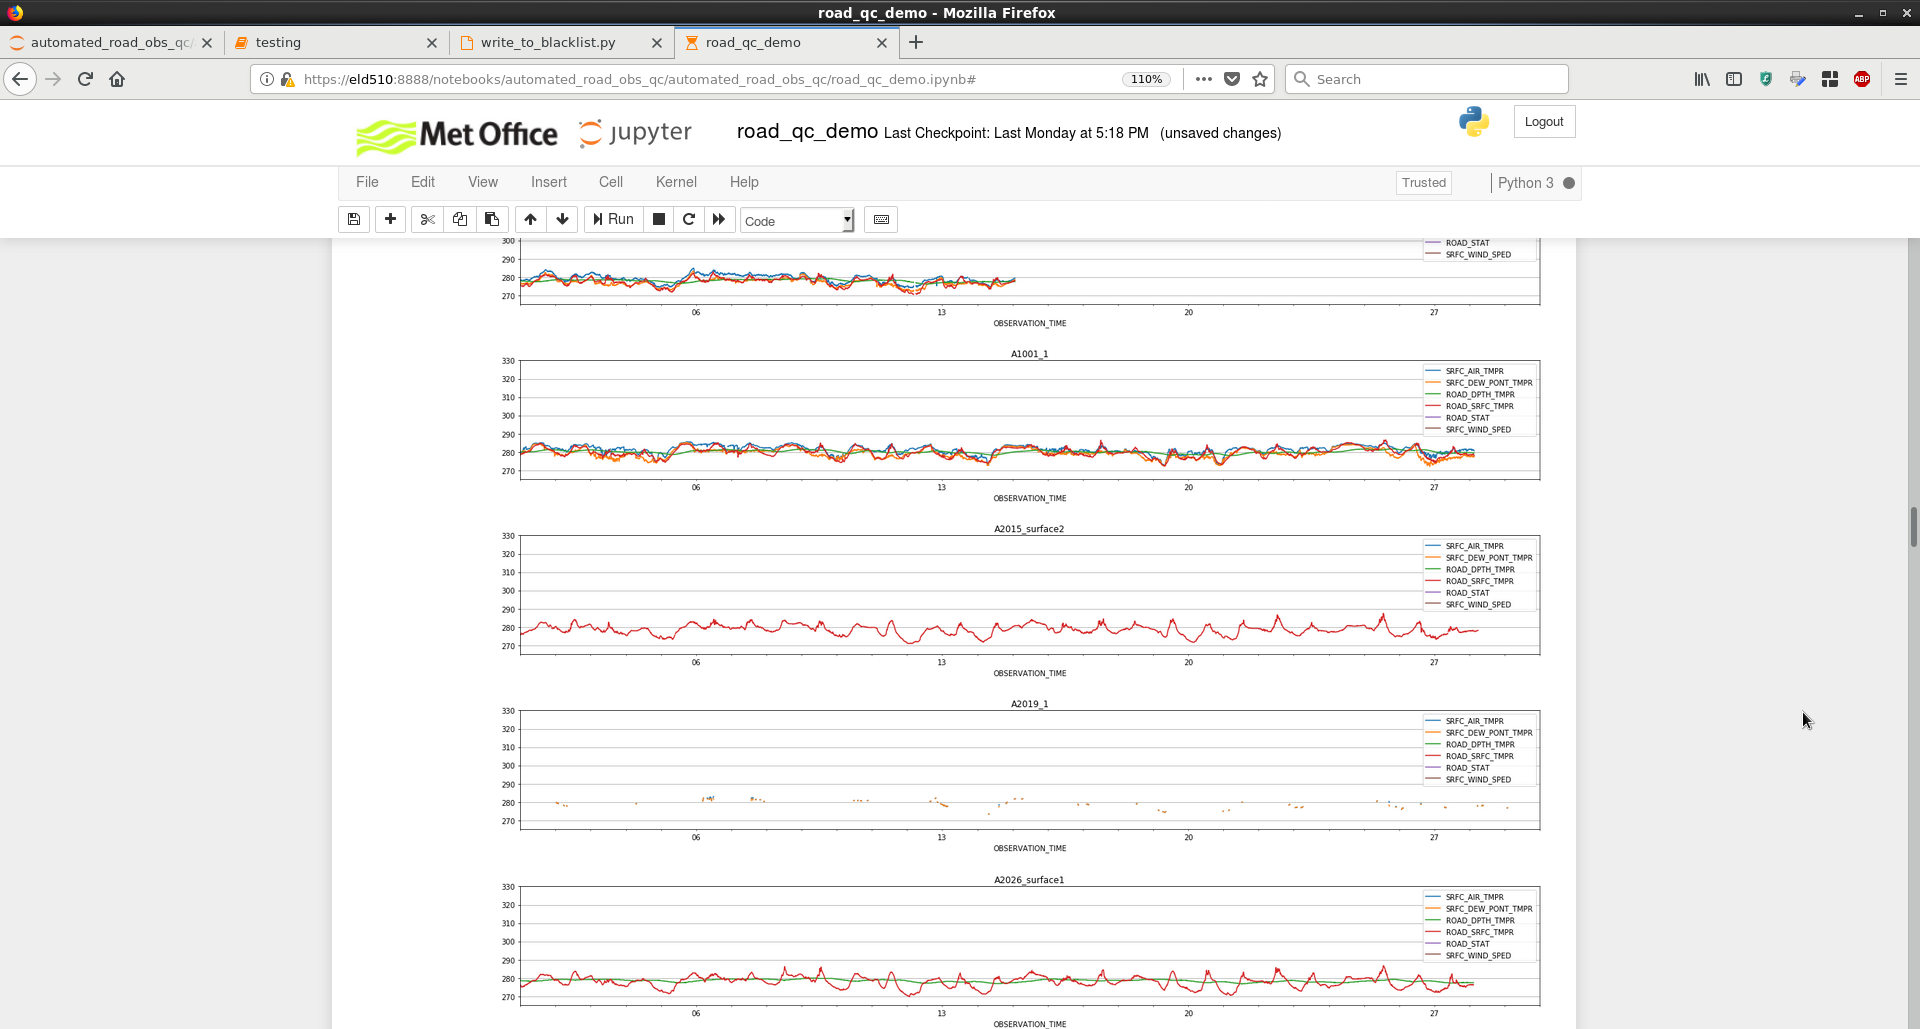 road_qc_demo - Mozilla Firefox
automated_road_obs_qc/ testing write_to_blacklist.py road_qc_demo
https://eld510:8888/notebooks/automated_road_obs_qc/automated_road_obs_qc/road_qc_demo.ipynb# 110% Search ABP
Met Office jupyter road_qc_demo Last Checkpoint: Last Monday at 5:18 PM (unsaved changes) Logout
File Edit View Insert Cell Kernel Help Trusted Python 3
Run Code
300 ROAD_STAT
290 SRFC_WIND_SPED
280
270
06 13 20 27
OBSERVATION_TIME
A1001_1
330
SRFC_AIR_TMPR
320 SRFC_DEW_PONT_TMPR
310 ROAD_DPTH_TMPR
ROAD_SRFC_TMPR
300 ROAD_STAT
290 SRFC_WIND_SPED
280
270
06 13 20 27
OBSERVATION_TIME
A2015_surface2
330
SRFC_AIR_TMPR
320 SRFC_DEW_PONT_TMPR
310 ROAD_DPTH_TMPR
ROAD_SRFC_TMPR
300 ROAD_STAT
290 SRFC_WIND_SPED
280
270
06 13 20 27
OBSERVATION_TIME
A2019_1
330
SRFC_AIR_TMPR
320 SRFC_DEW_PONT_TMPR
310 ROAD_DPTH_TMPR
ROAD_SRFC_TMPR
300 ROAD_STAT
290 SRFC_WIND_SPED
280
270
06 13 20 27
OBSERVATION_TIME
A2026_surface1
330
SRFC_AIR_TMPR
320 SRFC_DEW_PONT_TMPR
310 ROAD_DPTH_TMPR
ROAD_SRFC_TMPR
300 ROAD_STAT
290 SRFC_WIND_SPED
280
270
06 13 20 27
OBSERVATION_TIME